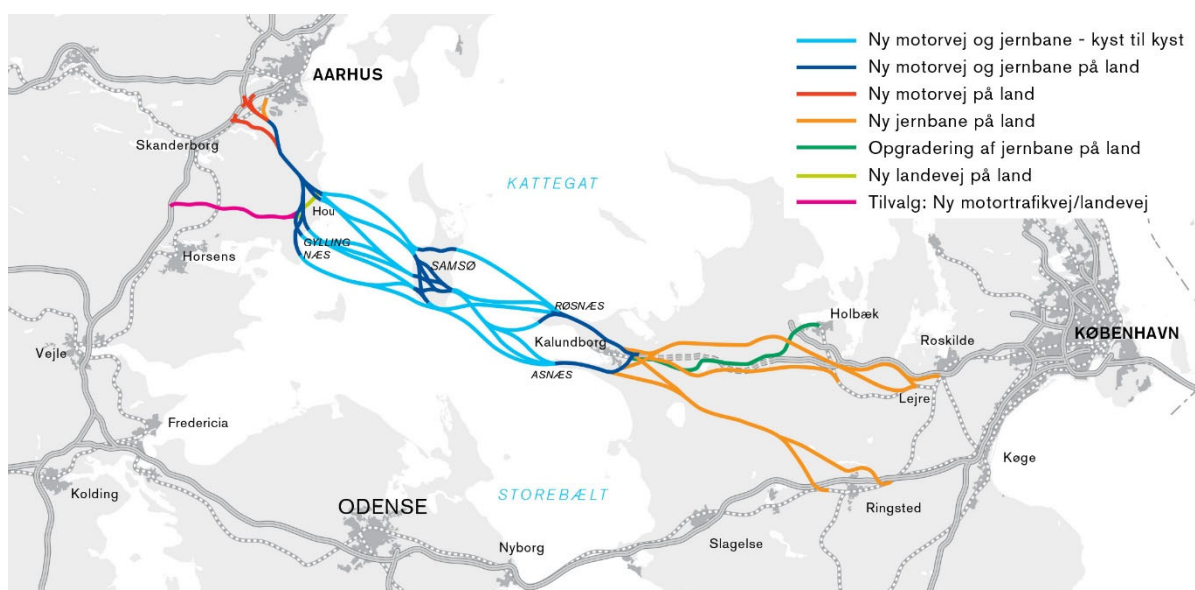 Ny motorvej og jernbane - kyst til kyst
Ny motorvej og jernbane på land
Ny motorvej på land
Ny jernbane på land
Opgradering af jernbane på land
Ny landevej på land
Tilvalg: Ny motortrafikvej/landevej
AARHUS
Skanderborg
KATTEGAT
Hou
GYLLING
NÆS
Horsens
SAMSØ
RØSNÆS
Holbæk
Kalundborg
Roskilde
KØBENHAVN
Vejle
ASNÆS
Lejre
Fredericia
Køge
Kolding
STOREBÆLT
ODENSE
Ringsted
Slagelse
Nyborg